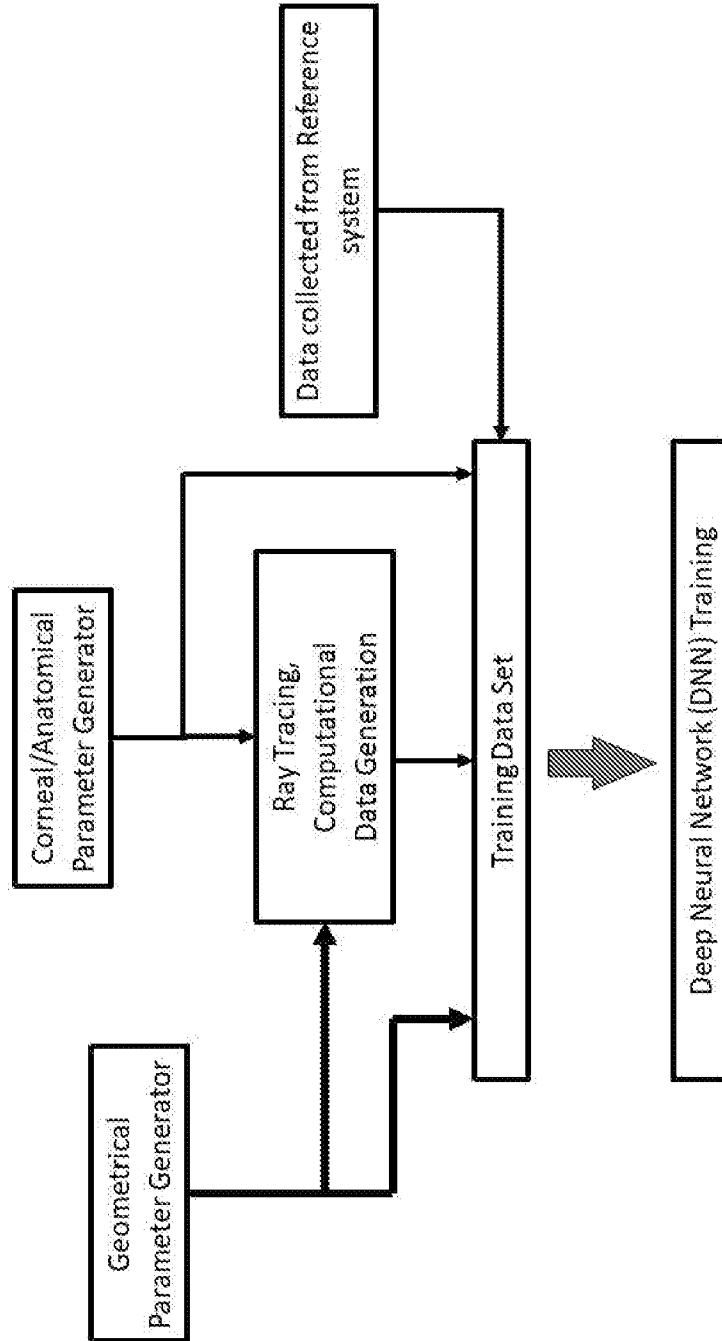 Geometrical
Parameter Generator
Corneal/Anatomical
Parameter Generator
Ray Tracing,
Computational
Data Generation
Data collected from Reference
system
Training Data Set
Deep Neural Network (DNN) Training